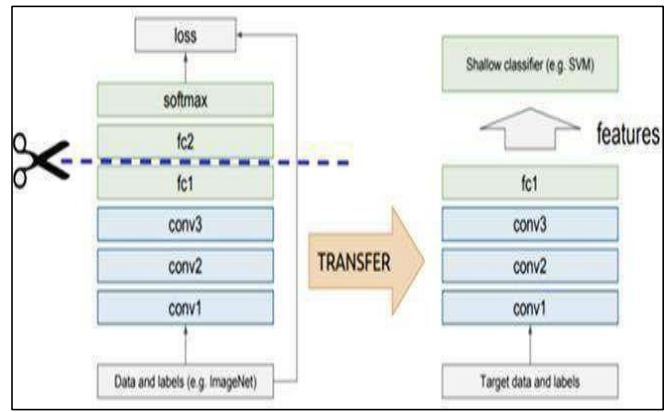 loss
softmax
fc2
fc1
conv3
conv2
conv1
Data and labels (e.g. ImageNet)
TRANSFER
Shallow classifier (e.g. SVM)
features
fc1
conv3
conv2
conv1
Target data and labels